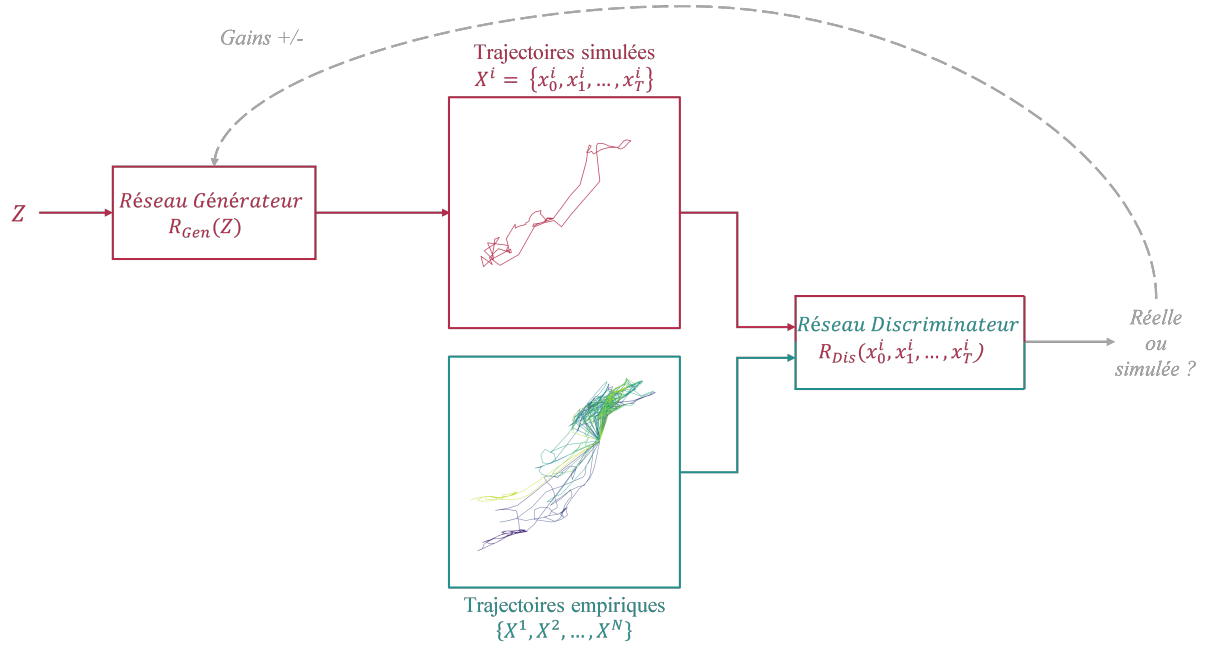 Gains +/-
Trajectoires simulées
X^i = {x_0^i, x_1^i, ..., x_T^i}
Z
Réseau Générateur
R_Gen(Z)
Réseau Discriminateur
R_Dis(x_0^i, x_1^i, ..., x_T^i)
Réelle
ou
simulée ?
Trajectoires empiriques
{X^1, X^2, ..., X^N}